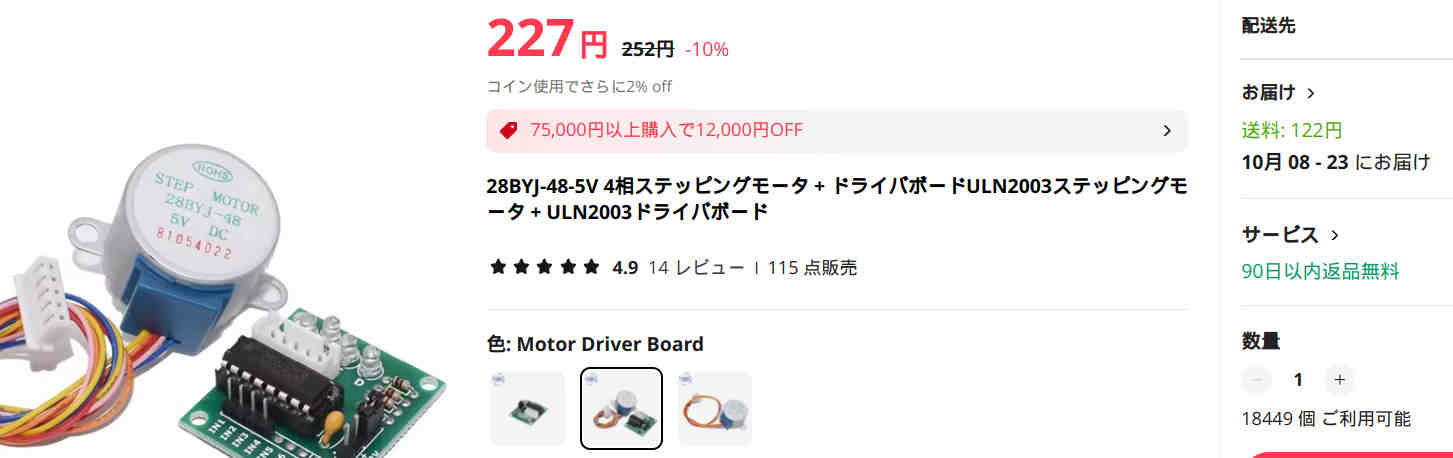 227円 252円 -10%
コイン使用でさらに2% off
75,000円以上購入で12,000円OFF
28BYJ-48-5V 4相ステッピングモータ + ドライバボードULN2003ステッピングモ
ータ + ULN2003ドライバボード
4.9 14 レビュー | 115 点販売
色: Motor Driver Board
配送先
お届け
送料: 122円
10月 08 - 23 にお届け
サービス
90日以内返品無料
数量
1
18449 個 ご利用可能
ROHS
STEP MOTOR
28BYJ-48
5V DC
81054022
IN1
IN2
IN3
IN4
IN5